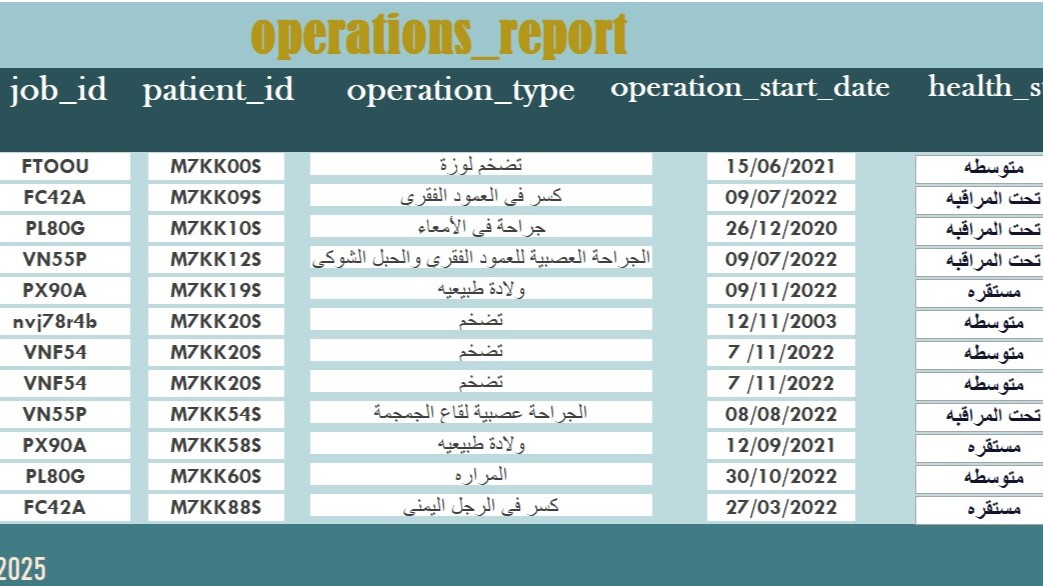 operations_report
job_id patient_id operation_type operation_start_date health_s
FTOOU M7KK00S تضخم لوزة 15/06/2021 متوسطه
FC42A M7KK09S كسر فى العمود الفقرى 09/07/2022 تحت المراقبه
PL80G M7KK10S جراحة فى الأمعاء 26/12/2020 تحت المراقبه
VN55P M7KK12S الجراحة العصبية للعمود الفقرى والحبل الشوكى 09/07/2022 تحت المراقبه
PX90A M7KK19S ولادة طبيعيه 09/11/2022 مستقره
nvj78r4b M7KK20S تضخم 12/11/2003 متوسطه
VNF54 M7KK20S تضخم 7 /11/2022 متوسطه
VNF54 M7KK20S تضخم 7 /11/2022 متوسطه
VN55P M7KK54S الجراحة عصبية لقاع الجمجمة 08/08/2022 تحت المراقبه
PX90A M7KK58S ولادة طبيعيه 12/09/2021 مستقره
PL80G M7KK60S المراره 30/10/2022 متوسطه
FC42A M7KK88S كسر فى الرجل اليمنى 27/03/2022 مستقره
2025